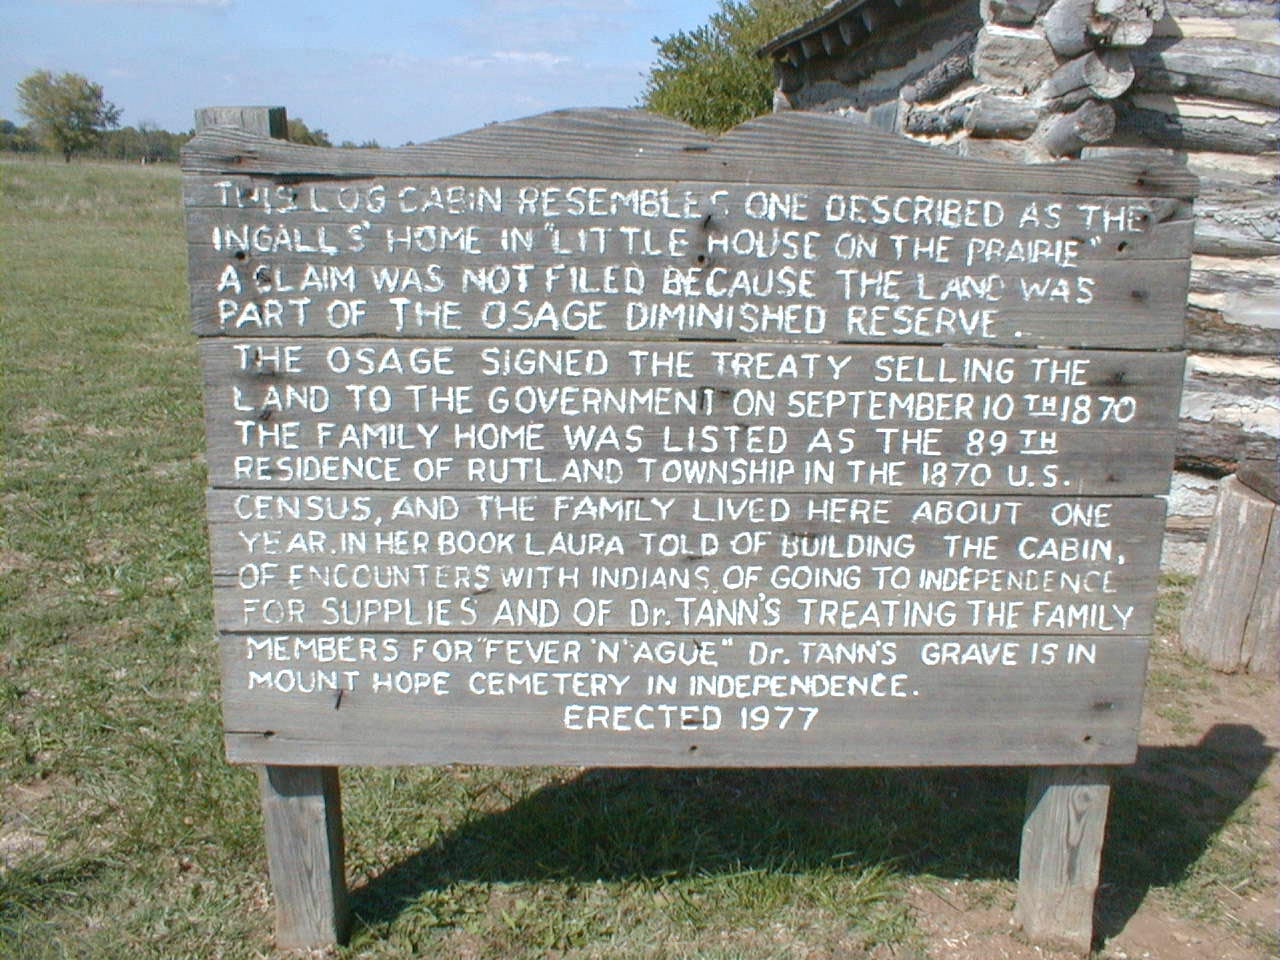 THIS LOG CABIN RESEMBLES ONE DESCRIBED AS THE
INGALLS' HOME IN "LITTLE HOUSE ON THE PRAIRIE"
A CLAIM WAS NOT FILED BECAUSE THE LAND WAS
PART OF THE OSAGE DIMINISHED RESERVE.
THE OSAGE SIGNED THE TREATY SELLING THE
LAND TO THE GOVERNMENT ON SEPTEMBER 10 TH 1870
THE FAMILY HOME WAS LISTED AS THE 89 TH
RESIDENCE OF RUTLAND TOWNSHIP IN THE 1870 U.S.
CENSUS, AND THE FAMILY LIVED HERE ABOUT ONE
YEAR. IN HER BOOK LAURA TOLD OF BUILDING THE CABIN,
OF ENCOUNTERS WITH INDIANS, OF GOING TO INDEPENDENCE
FOR SUPPLIES AND OF Dr. TANN'S TREATING THE FAMILY
MEMBERS FOR "FEVER 'N' AGUE" Dr. TANN'S GRAVE IS IN
MOUNT HOPE CEMETERY IN INDEPENDENCE.
ERECTED 1977